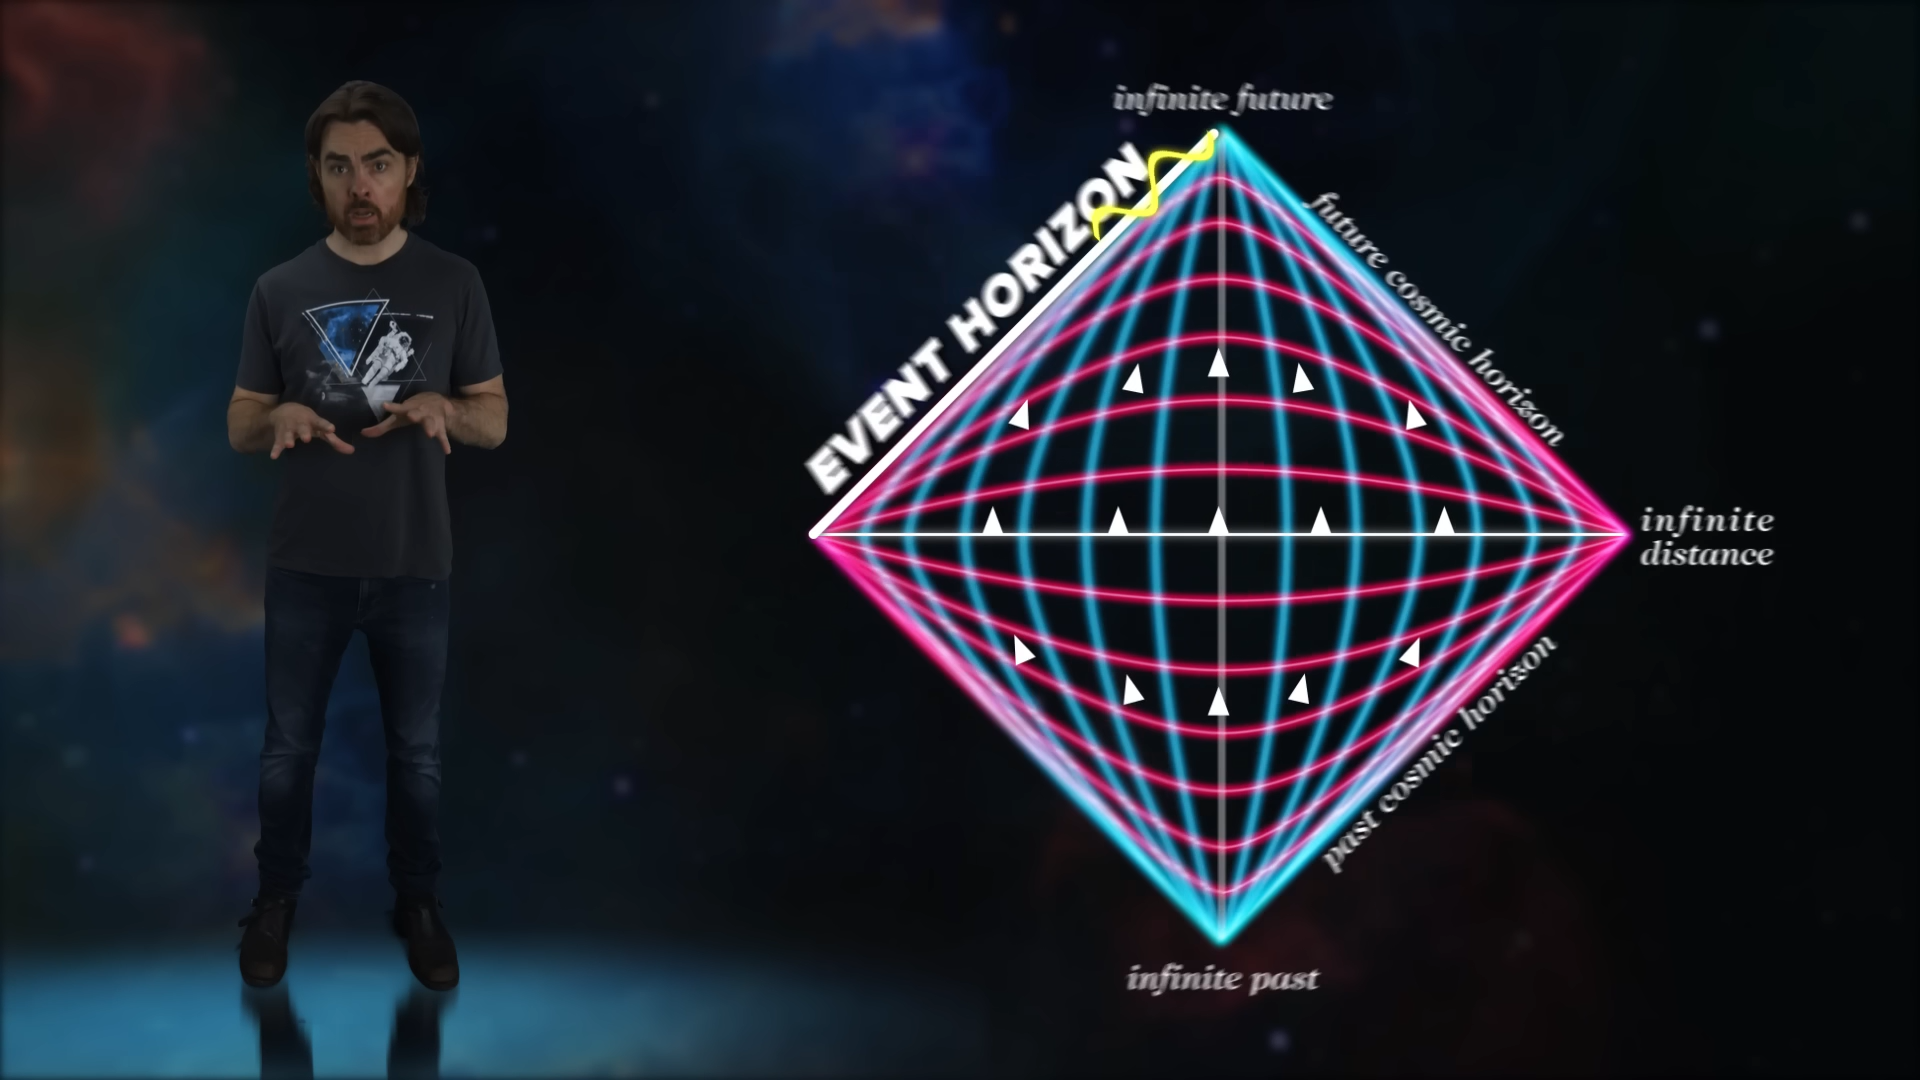 infinite future
EVENT HORIZON
future cosmic horizon
infinite
distance
past cosmic horizon
infinite past